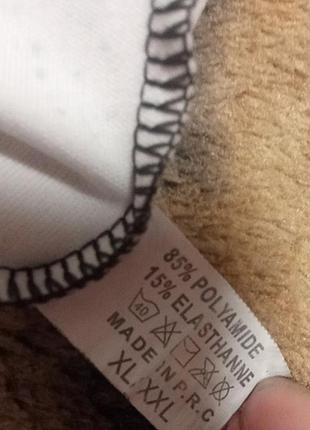 85% POLYAMIDE
15% ELASTHANNE
40
MADE IN P.R.C
XL/XXL